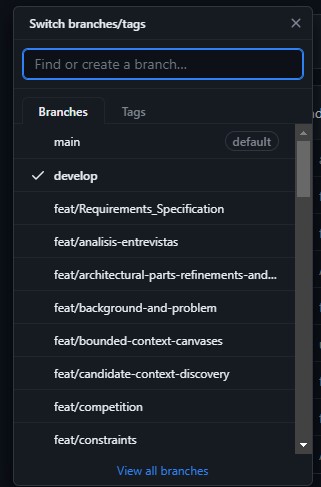 Switch branches/tags
Find or create a branch...
Branches Tags
main default
develop
feat/Requirements_Specification
feat/analisis-entrevistas
feat/architectural-parts-refinements-and...
feat/background-and-problem
feat/bounded-context-canvases
feat/candidate-context-discovery
feat/competition
feat/constraints
View all branches